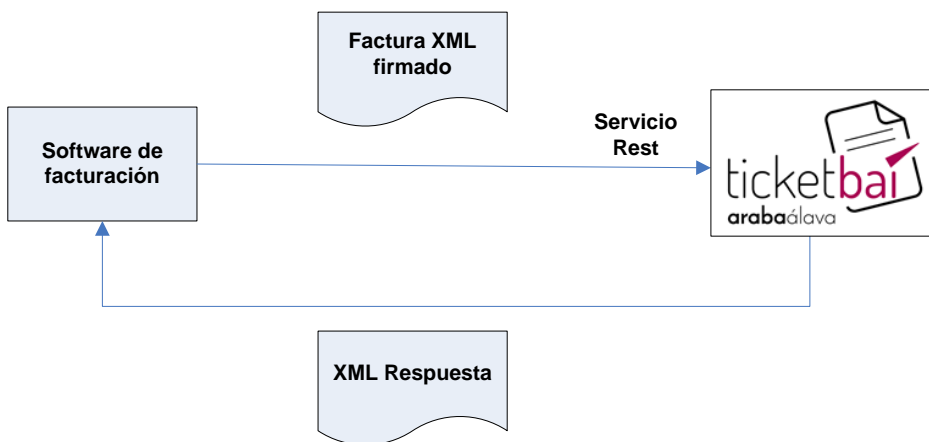 Factura XML
firmado
Software de
facturación
Servicio
Rest
ticketbai
arabaálava
XML Respuesta